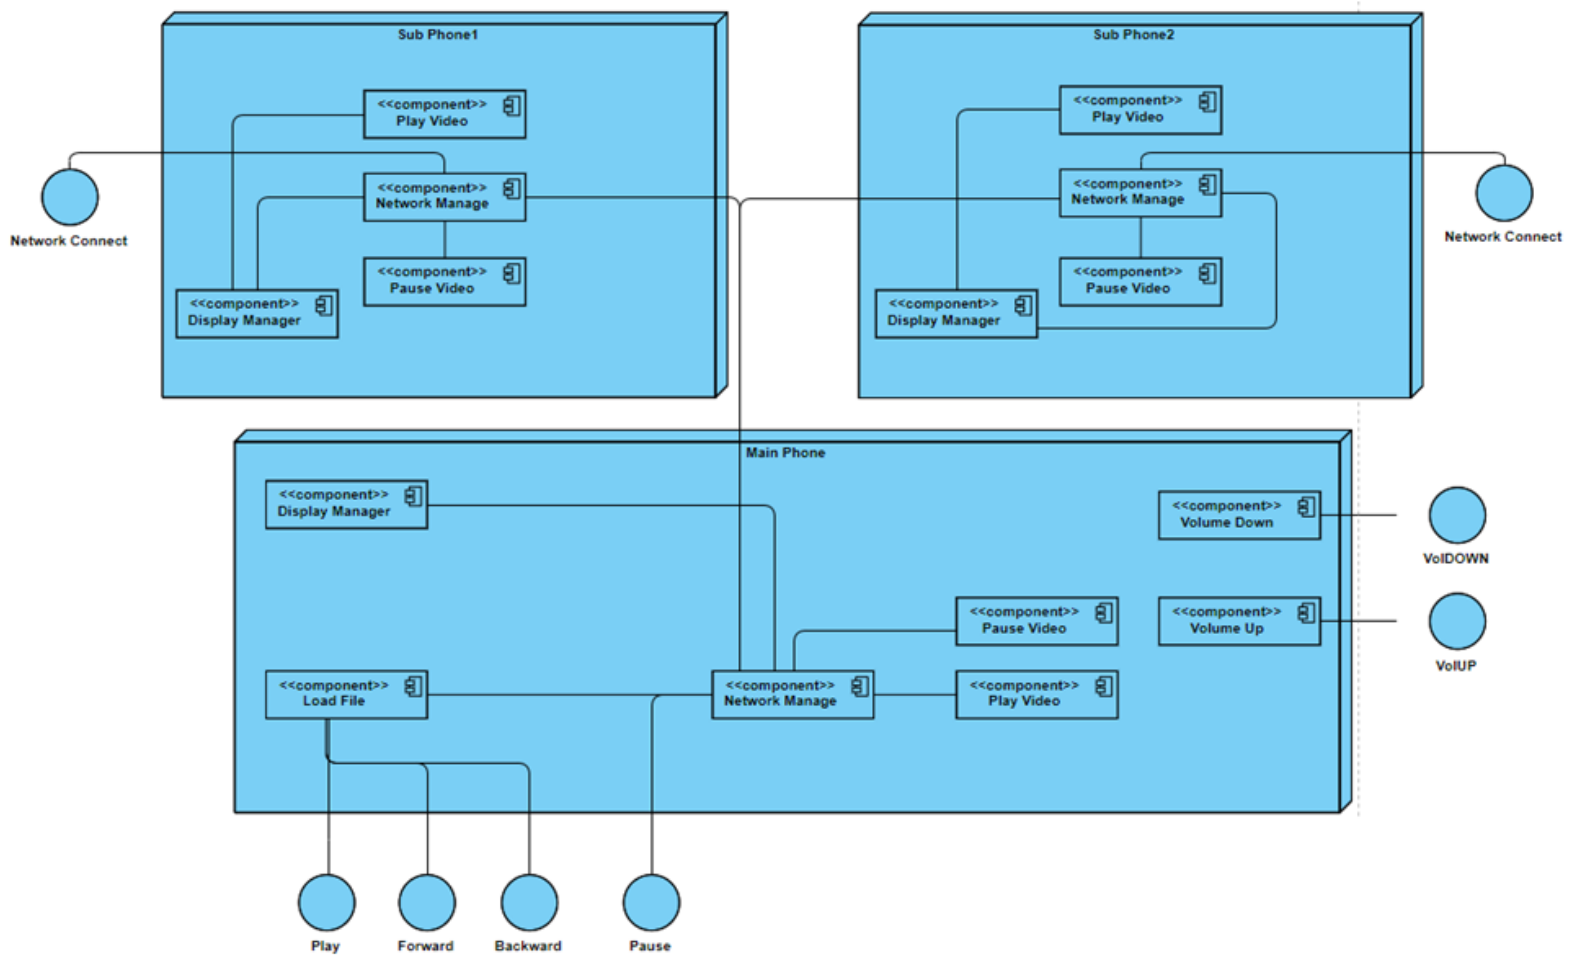 Sub Phone1
<<component>>
Play Video
<<component>>
Network Manage
<<component>>
Pause Video
<<component>>
Display Manager
Network Connect
Sub Phone2
<<component>>
Play Video
<<component>>
Network Manage
<<component>>
Pause Video
<<component>>
Display Manager
Network Connect
Main Phone
<<component>>
Display Manager
<<component>>
Volume Down
VolDOWN
<<component>>
Pause Video
<<component>>
Volume Up
VolUP
<<component>>
Load File
<<component>>
Network Manage
<<component>>
Play Video
Play
Forward
Backward
Pause